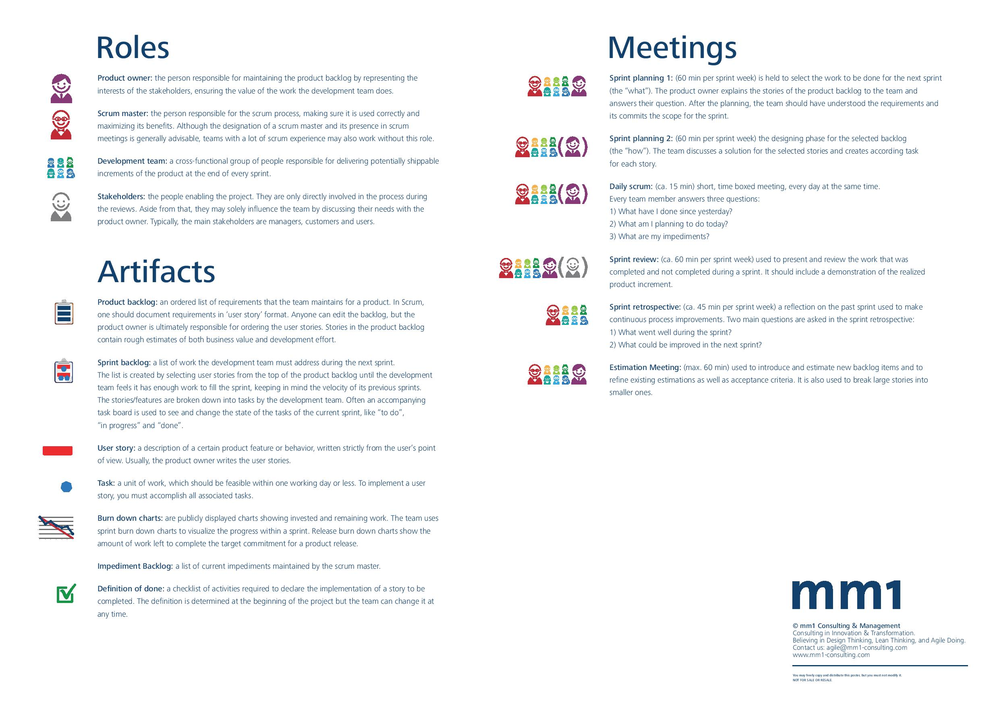 Roles
Product owner: the person responsible for maintaining the product backlog by representing the
interests of the stakeholders, ensuring the value of the work the development team does.
Scrum master: the person responsible for the scrum process, making sure it is used correctly and
maximizing its benefits. Although the designation of a scrum master and its presence in scrum
meetings is generally advisable, teams with a lot of scrum experience may also work without this role.
Development team: a cross-functional group of people responsible for delivering potentially shippable
increments of the product at the end of every sprint.
Stakeholders: the people enabling the project. They are only directly involved in the process during
the reviews. Aside from that, they may solely influence the team by discussing their needs with the
product owner. Typically, the main stakeholders are managers, customers and users.
Artifacts
Product backlog: an ordered list of requirements that the team maintains for a product. In Scrum,
one should document requirements in ‘user story’ format. Anyone can edit the backlog, but the
product owner is ultimately responsible for ordering the user stories. Stories in the product backlog
contain rough estimates of both business value and development effort.
Sprint backlog: a list of work the development team must address during the next sprint.
The list is created by selecting user stories from the top of the product backlog until the development
team feels it has enough work to fill the sprint, keeping in mind the velocity of its previous sprints.
The stories/features are broken down into tasks by the development team. Often an accompanying
task board is used to see and change the state of the tasks of the current sprint, like “to do”,
“in progress” and “done”.
User story: a description of a certain product feature or behavior, written strictly from the user’s point
of view. Usually, the product owner writes the user stories.
Task: a unit of work, which should be feasible within one working day or less. To implement a user
story, you must accomplish all associated tasks.
Burn down charts: are publicly displayed charts showing invested and remaining work. The team uses
sprint burn down charts to visualize the progress within a sprint. Release burn down charts show the
amount of work left to complete the target commitment for a product release.
Impediment Backlog: a list of current impediments maintained by the scrum master.
Definition of done: a checklist of activities required to declare the implementation of a story to be
completed. The definition is determined at the beginning of the project but the team can change it at
any time.
Meetings
Sprint planning 1: (60 min per sprint week) is held to select the work to be done for the next sprint
(the “what”). The product owner explains the stories of the product backlog to the team and
answers their question. After the planning, the team should have understood the requirements and
its commits the scope for the sprint.
Sprint planning 2: (60 min per sprint week) the designing phase for the selected backlog
(the “how”). The team discusses a solution for the selected stories and creates according task
for each story.
Daily scrum: (ca. 15 min) short, time boxed meeting, every day at the same time.
Every team member answers three questions:
1) What have I done since yesterday?
2) What am I planning to do today?
3) What are my impediments?
Sprint review: (ca. 60 min per sprint week) used to present and review the work that was
completed and not completed during a sprint. It should include a demonstration of the realized
product increment.
Sprint retrospective: (ca. 45 min per sprint week) a reflection on the past sprint used to make
continuous process improvements. Two main questions are asked in the sprint retrospective:
1) What went well during the sprint?
2) What could be improved in the next sprint?
Estimation Meeting: (max. 60 min) used to introduce and estimate new backlog items and to
refine existing estimations as well as acceptance criteria. It is also used to break large stories into
smaller ones.
mm1
© mm1 Consulting & Management
Consulting in Innovation & Transformation.
Believing in Design Thinking, Lean Thinking, and Agile Doing.
Contact us: agile@mm1-consulting.com
www.mm1-consulting.com
You may freely copy and distribute this poster, but you must not modify it.
NOT FOR SALE OR RESALE.